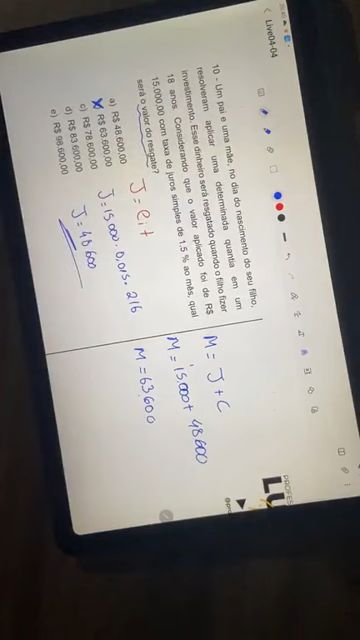 Live04-04
10 - Um pai e uma mãe, no dia do nascimento do seu filho,
resolveram aplicar uma determinada quantia em um
investimento. Esse dinheiro será resgatado quando o filho fizer
18 anos. Considerando que o valor aplicado foi de R$
15.000,00 com taxa de juros simples de 1,5 % ao mês, qual
será o valor do resgate?
a) R$ 48.600,00
b) R$ 63.600,00
c) R$ 78.600,00
d) R$ 83.600,00
e) R$ 98.600,00
J = C.i.t
J = 15.000 . 0,015 . 216
J = 48 600
M = J + C
M = 15.000 + 48600
M = 63.600
PROFES
LU